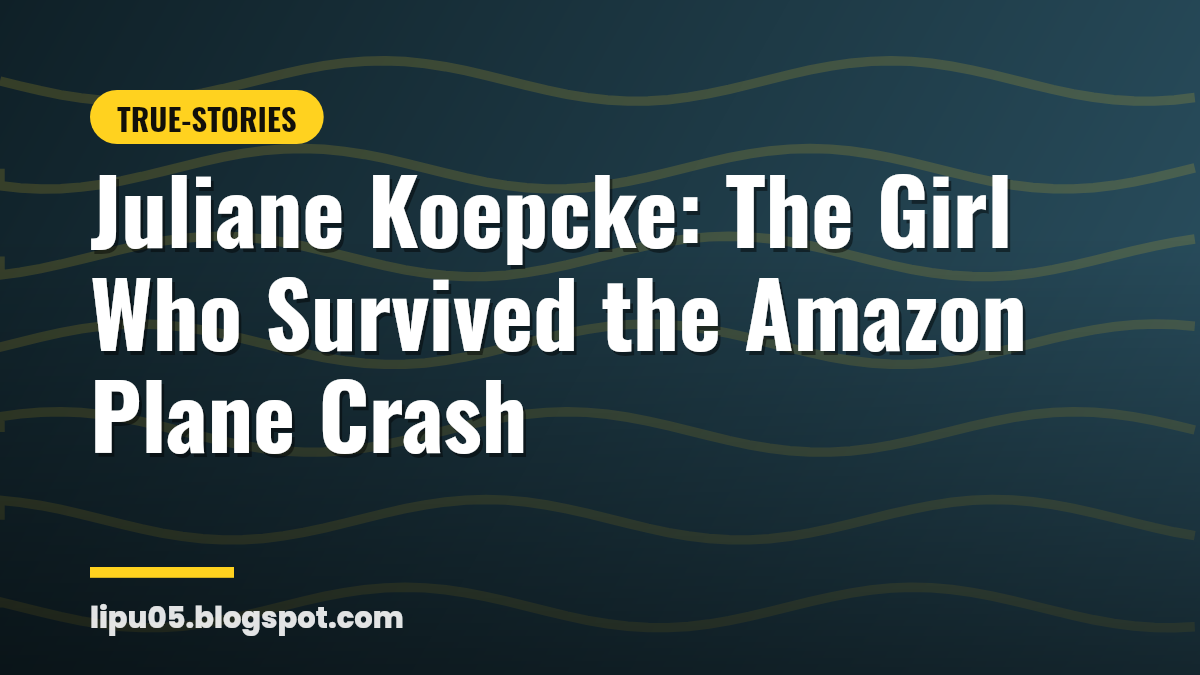 TRUE-STORIES
Juliane Koepcke: The Girl
Who Survived the Amazon
Plane Crash
lipu05.blogspot.com